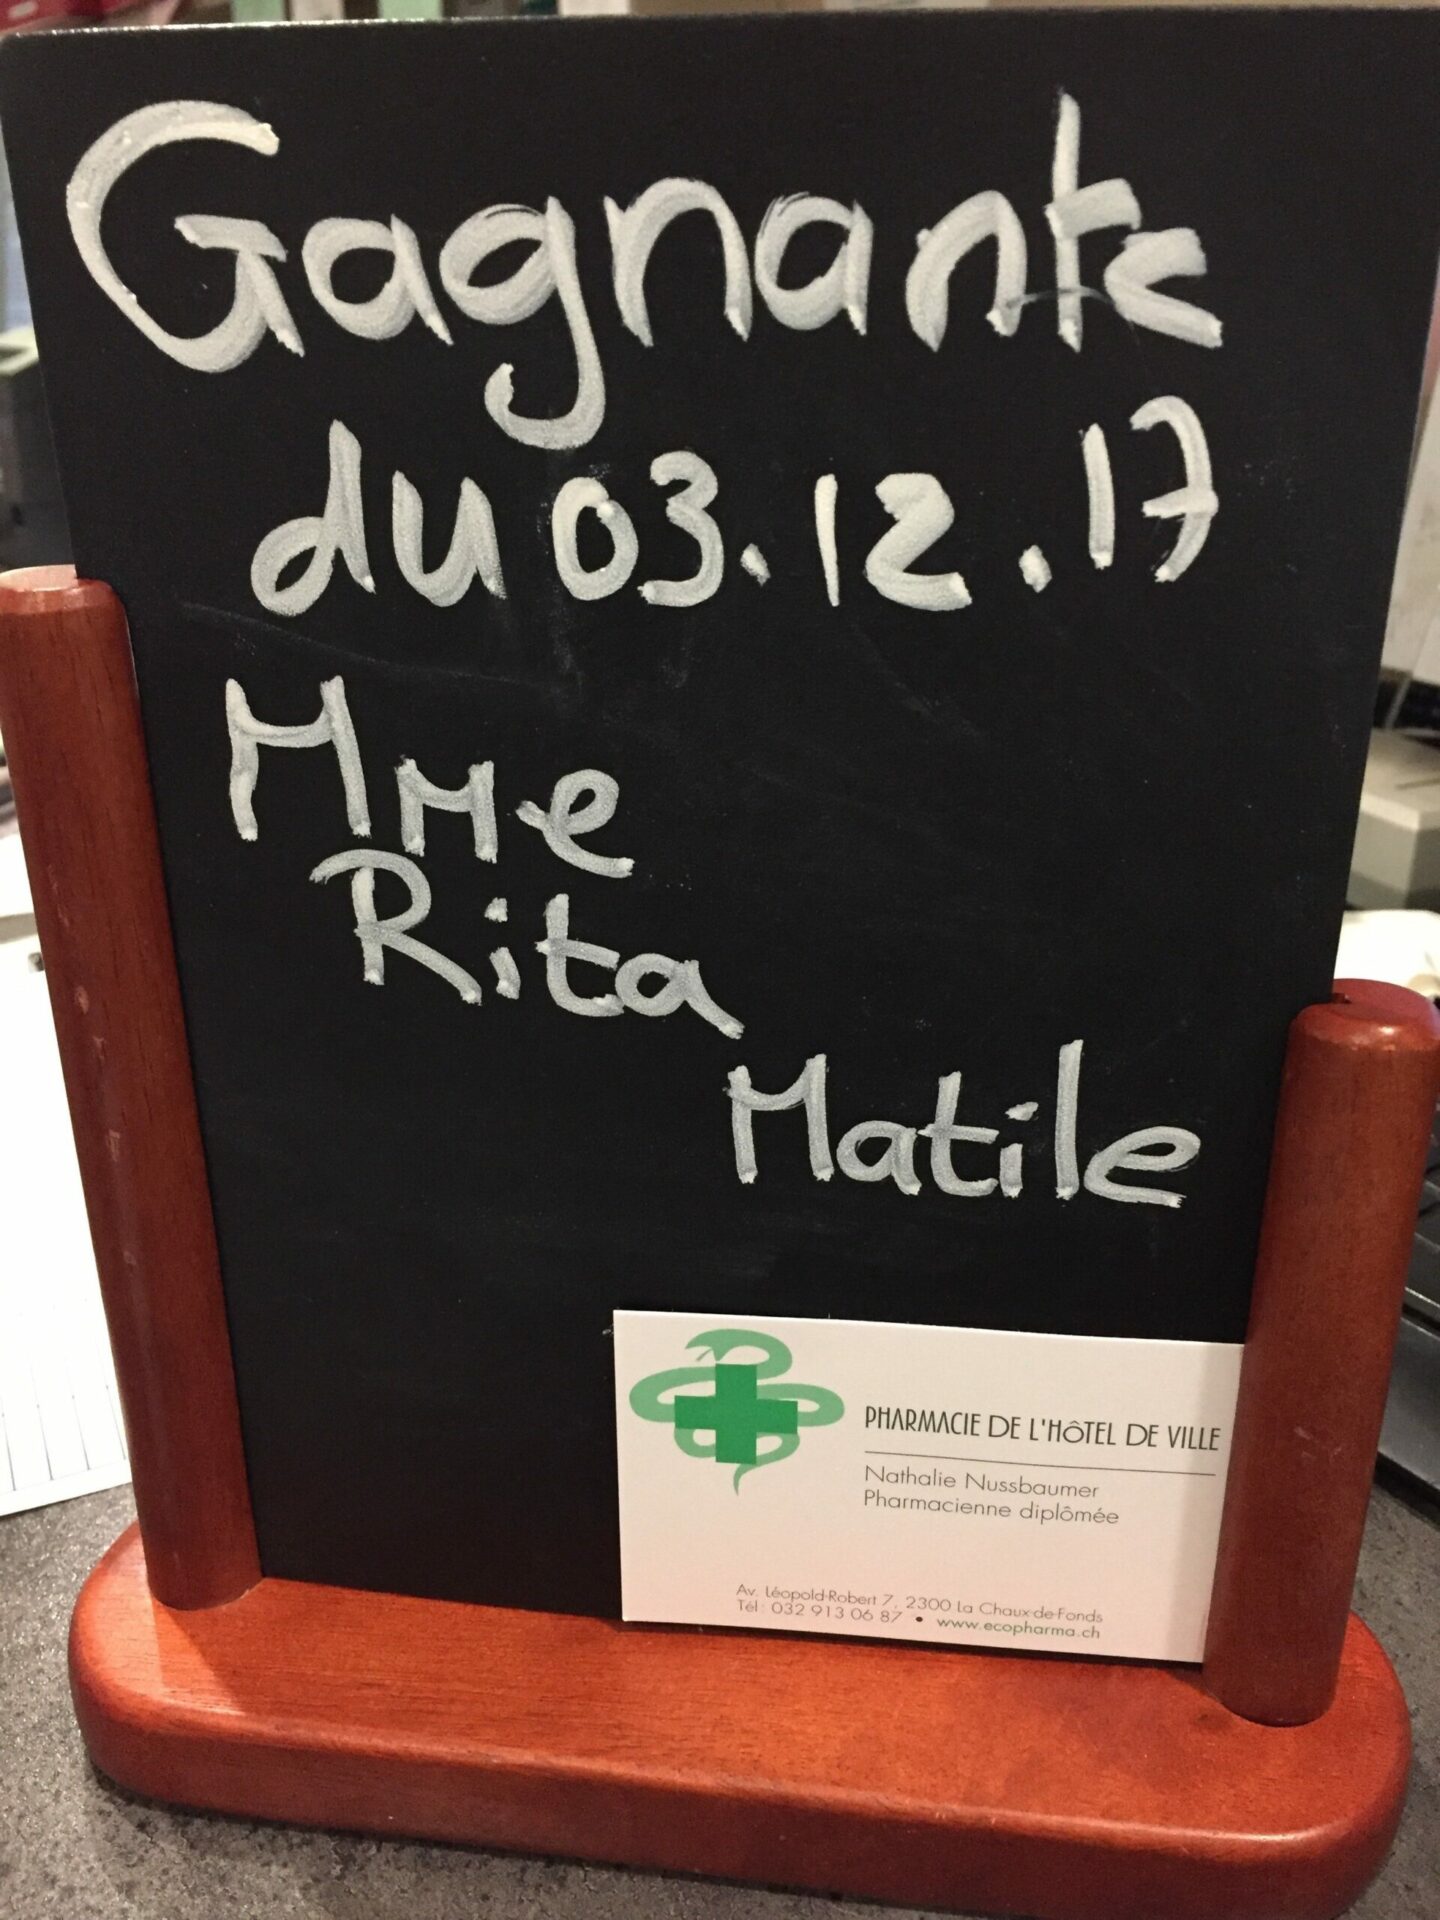 Gagnante
du 03.12.17
Mme
Rita
Matile
PHARMACIE DE L'HÔTEL DE VILLE
Nathalie Nussbaumer
Pharmacienne diplômée
Av. Léopold-Robert 7, 2300 La Chaux-de-Fonds
Tél : 032 913 06 87 • www.ecopharma.ch